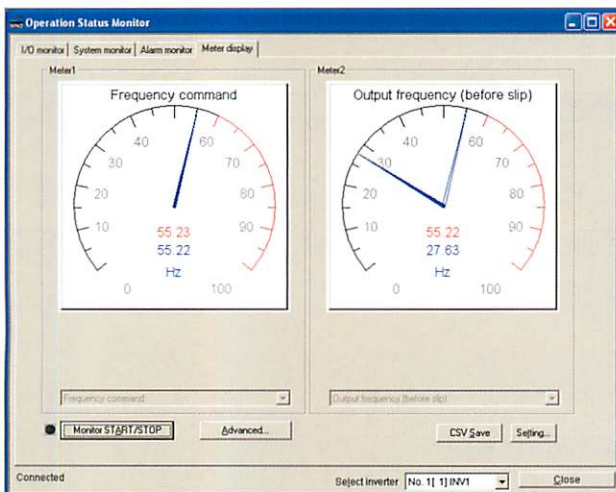 Operation Status Monitor
I/O monitor System monitor Alarm monitor Meter display
Meter1
Frequency command
0
10
20
30
40
60
70
80
90
100
55.23
55.22
Hz
Frequency command
Meter2
Output frequency (before slip)
0
10
20
30
40
60
70
80
90
100
55.22
27.63
Hz
Output frequency (before slip)
Monitor START/STOP
Advanced...
CSV Save
Setting...
Connected
Select inverter
No. 1[ 1] INV1
Close